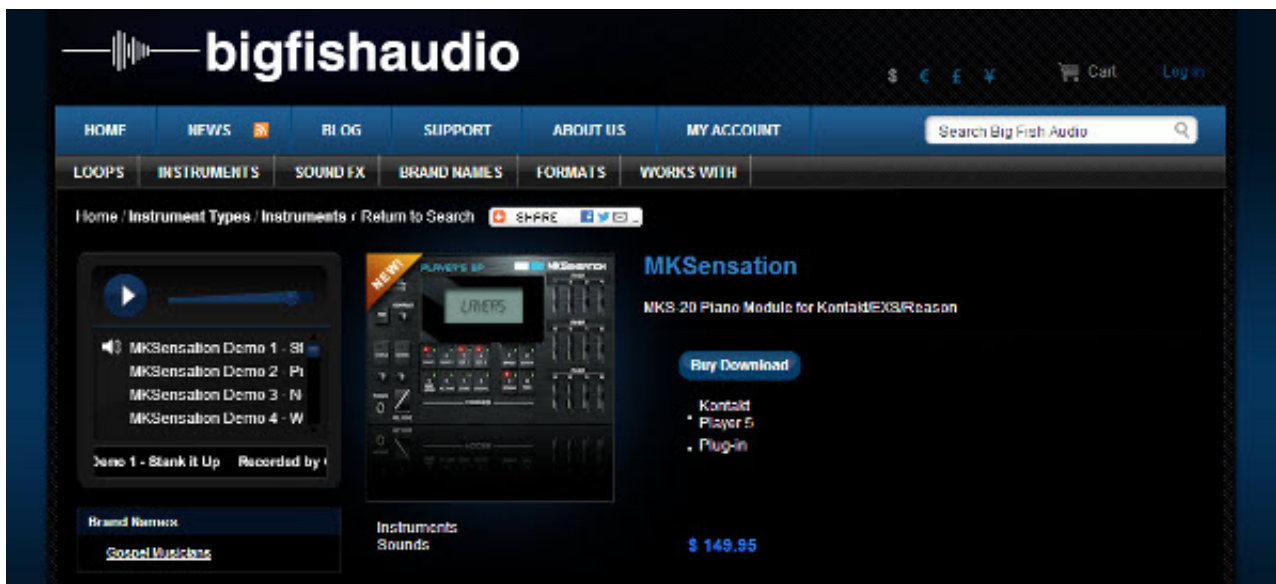 bigfishaudio
$ € £ ¥ Cart Log in
HOME NEWS BLOG SUPPORT ABOUT US MY ACCOUNT Search Big Fish Audio
LOOPS INSTRUMENTS SOUND FX BRAND NAMES FORMATS WORKS WITH
Home / Instrument Types / Instruments / Return to Search SHARE
NEW!
PLAYER'S EP MKSensation
LAYERS
MKSensation
MKS-20 Piano Module for Kontakt/EXS/Reason
MKSensation Demo 1 - St
MKSensation Demo 2 - Pi
MKSensation Demo 3 - N
MKSensation Demo 4 - W
Demo 1 - Stank it Up Recorded by
Buy Download
Kontakt
Player 5
Plug-in
Brand Names
Gospel Musicians
Instruments
Sounds
$ 149.95